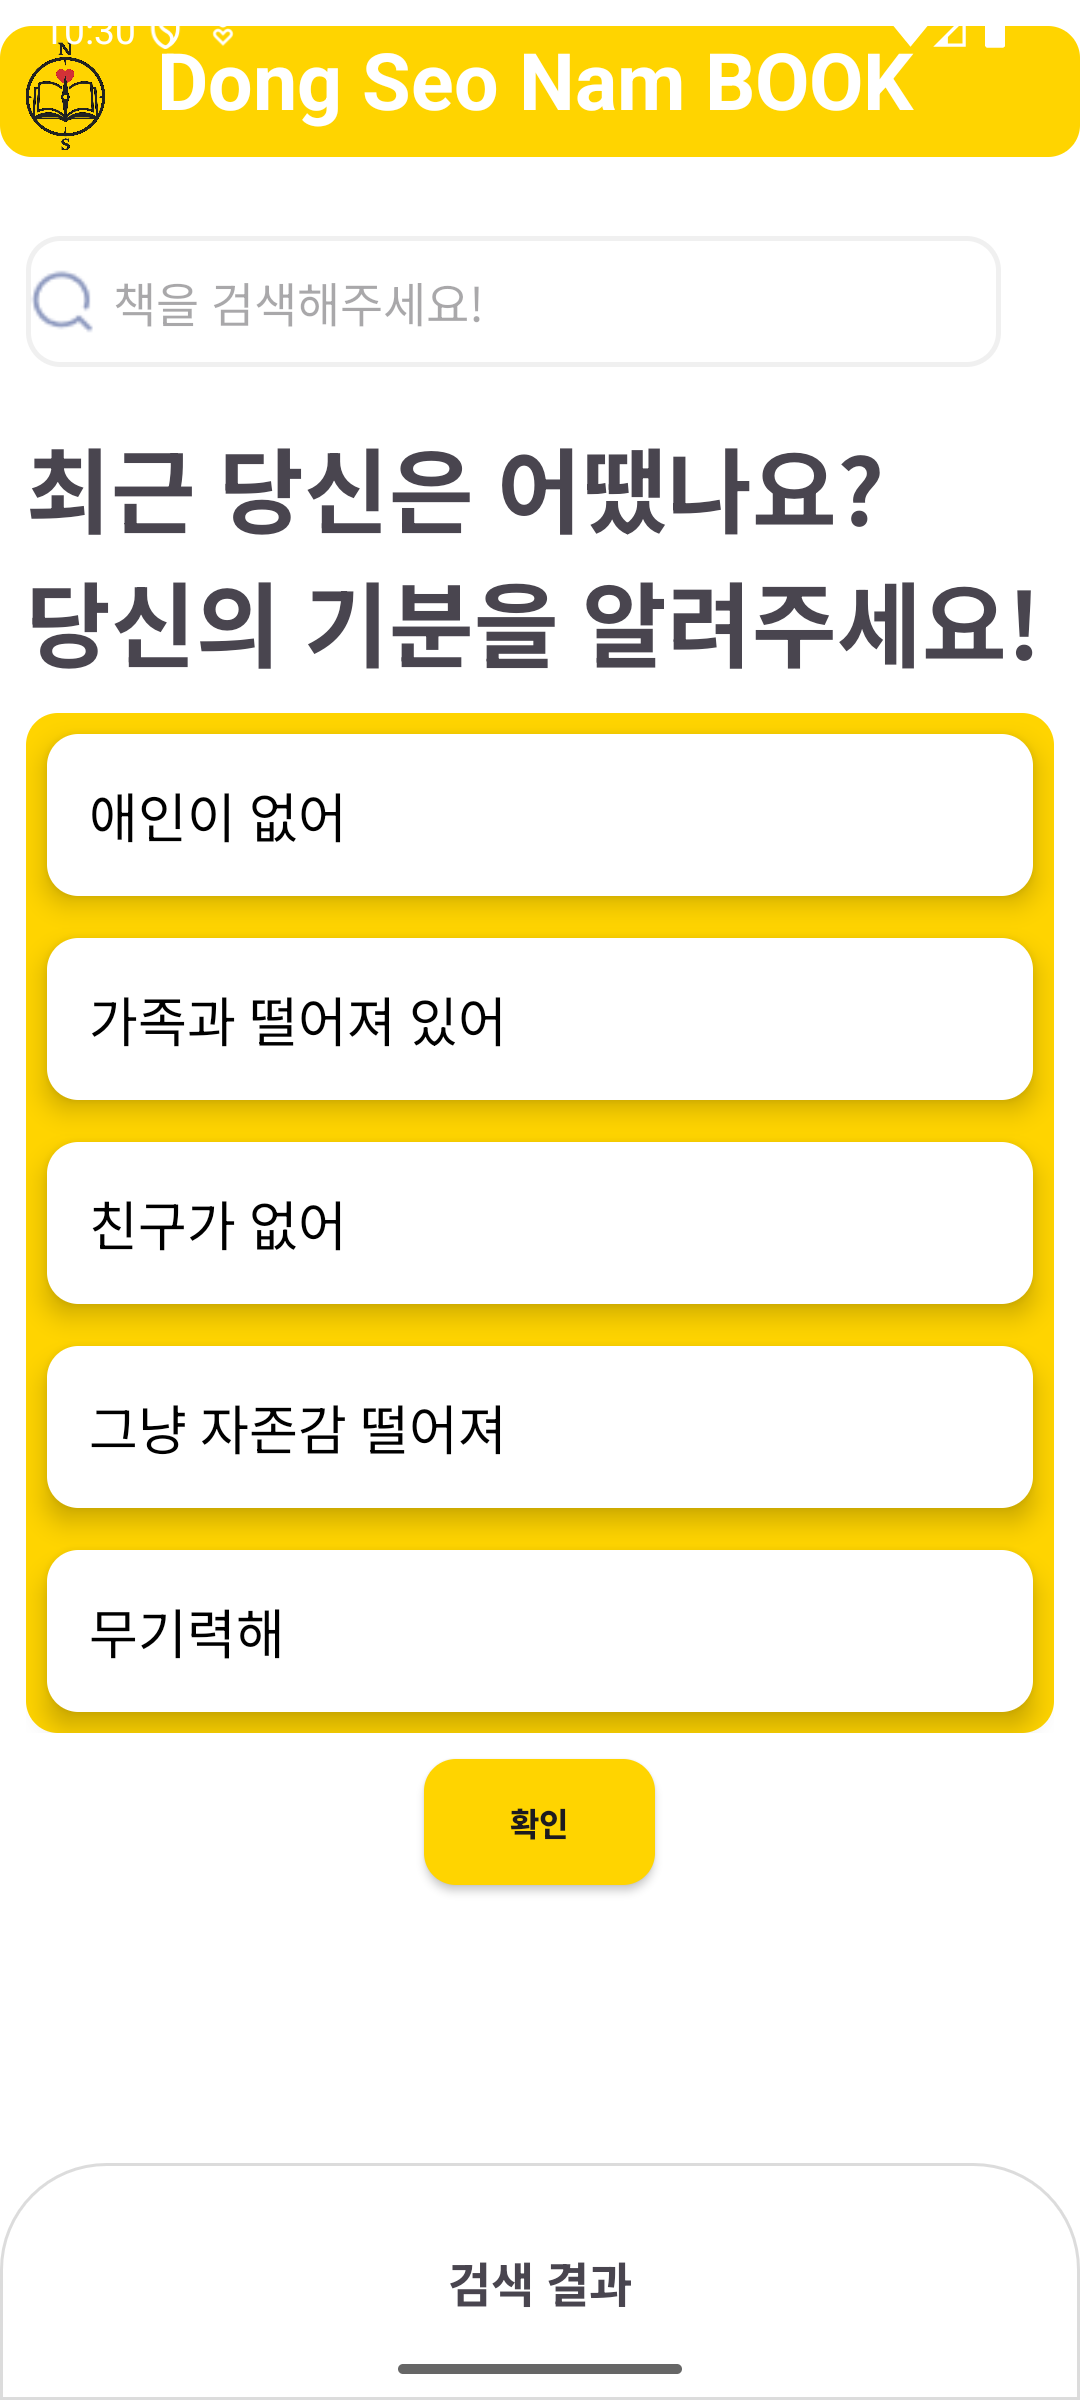 10:30
N
Dong Seo Nam BOOK
S
책을 검색해주세요!
최근 당신은 어땠나요?
당신의 기분을 알려주세요!
애인이 없어
가족과 떨어져 있어
친구가 없어
그냥 자존감 떨어져
무기력해
확인
검색 결과